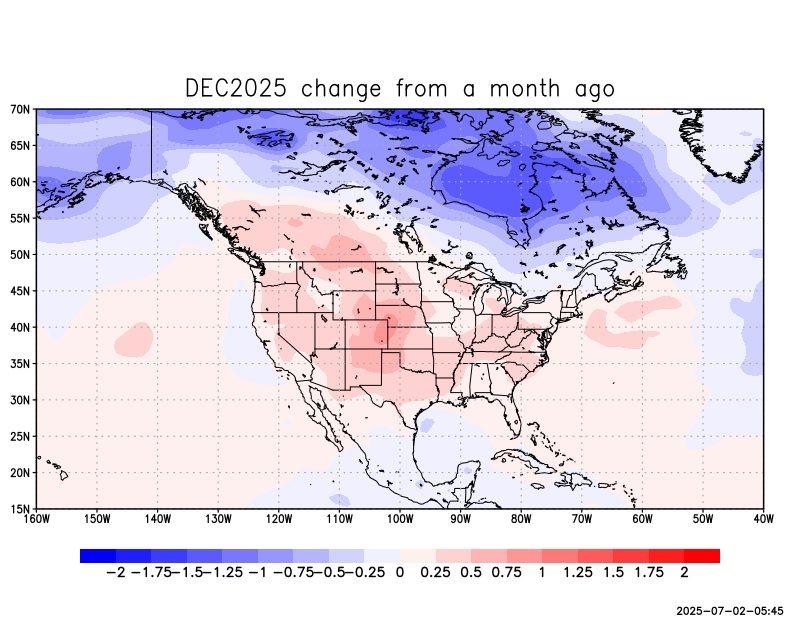 DEC2025 change from a month ago
70N
65N
60N
55N
50N
45N
40N
35N
30N
25N
20N
15N
160W 150W 140W 130W 120W 110W 100W 90W 80W 70W 60W 50W 40W
−2 −1.75 −1.5 −1.25 −1 −0.75 −0.5 −0.25 0 0.25 0.5 0.75 1 1.25 1.5 1.75 2
2025-07-02-05:45